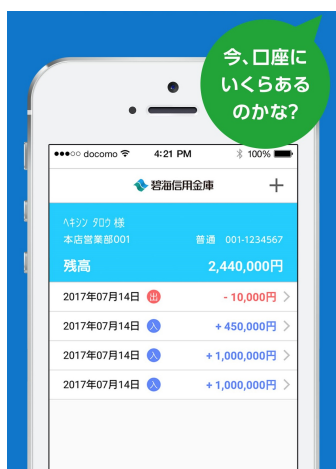 今、口座に
いくらある
のかな?
docomo 4:21 PM 100%
碧海信用金庫 +
ヘキシン タロウ 様
本店営業部001 普通 001-1234567
残高 2,440,000円
2017年07月14日 出 - 10,000円
2017年07月14日 入 + 450,000円
2017年07月14日 入 + 1,000,000円
2017年07月14日 入 + 1,000,000円